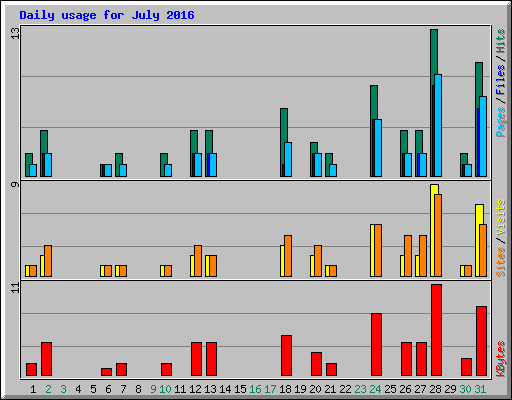 Daily usage for July 2016
13
9
11
Pages / Files / Hits
Sites / Visits
KBytes
1 2 3 4 5 6 7 8 9 10 11 12 13 14 15 16 17 18 19 20 21 22 23 24 25 26 27 28 29 30 31